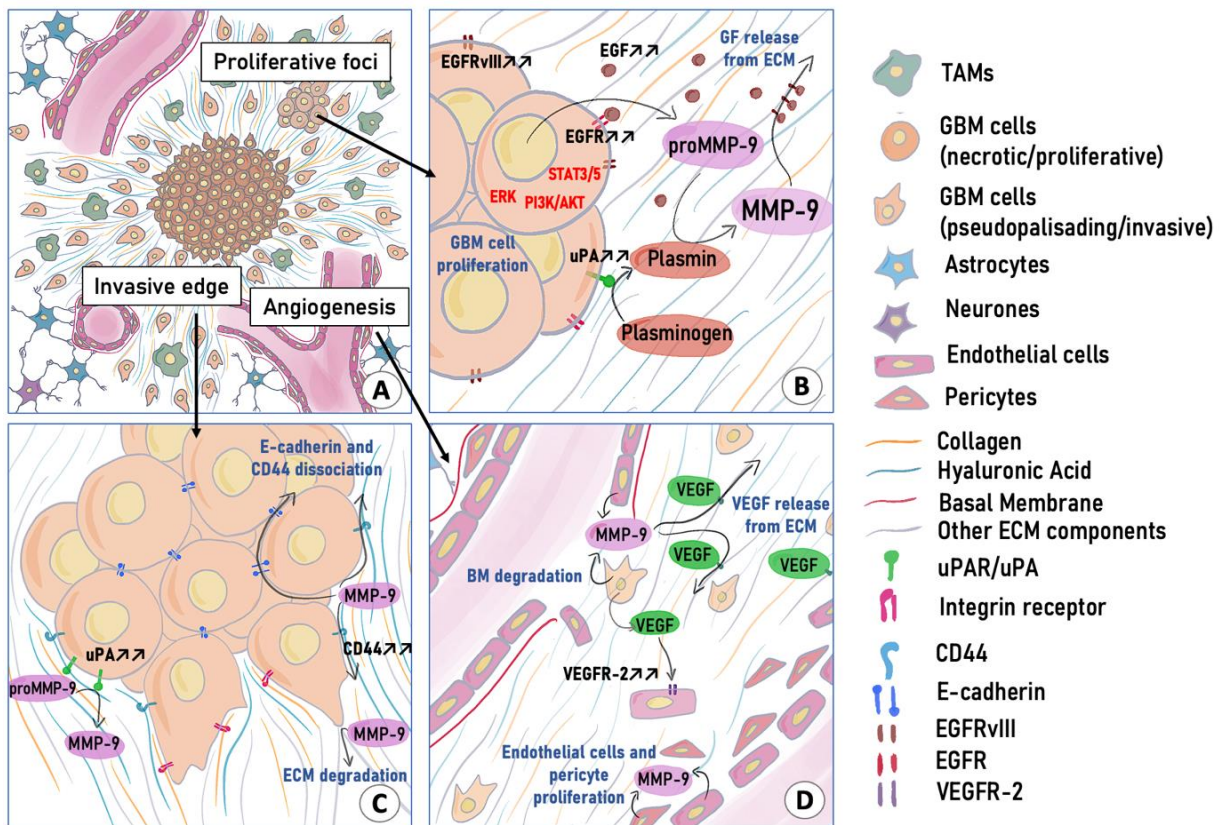 Proliferative foci
Invasive edge
Angiogenesis
A
EGFRvIII↗↗
EGF↗↗
GF release
from ECM
EGFR↗↗
proMMP-9
STAT3/5
ERK
PI3K/AKT
MMP-9
GBM cell
proliferation
uPA↗↗
Plasmin
Plasminogen
B
E-cadherin and
CD44 dissociation
MMP-9
CD44↗↗
uPA↗↗
proMMP-9
MMP-9
MMP-9
ECM degradation
C
VEGF
VEGF release
from ECM
MMP-9
VEGF
VEGF
BM degradation
VEGF
VEGFR-2↗↗
Endothelial cells and
pericyte
proliferation
MMP-9
D
TAMs
GBM cells
(necrotic/proliferative)
GBM cells
(pseudopalisading/invasive)
Astrocytes
Neurones
Endothelial cells
Pericytes
Collagen
Hyaluronic Acid
Basal Membrane
Other ECM components
uPAR/uPA
Integrin receptor
CD44
E-cadherin
EGFRvIII
EGFR
VEGFR-2